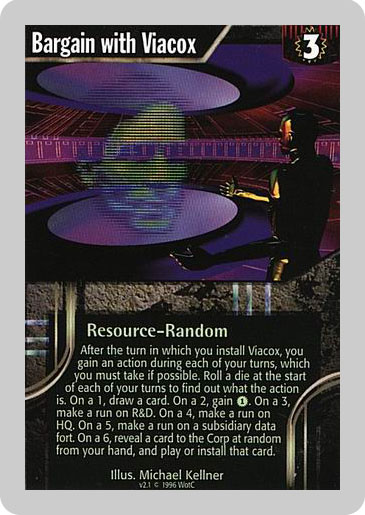 Bargain with Viacox
3
Resource-Random
After the turn in which you install Viacox, you
gain an action during each of your turns, which
you must take if possible. Roll a die at the start
of each of your turns to find out what the action
is. On a 1, draw a card. On a 2, gain 1. On a 3,
make a run on R&D. On a 4, make a run on
HQ. On a 5, make a run on a subsidiary data
fort. On a 6, reveal a card to the Corp at random
from your hand, and play or install that card.
Illus. Michael Kellner
v2.1 © 1996 WotC